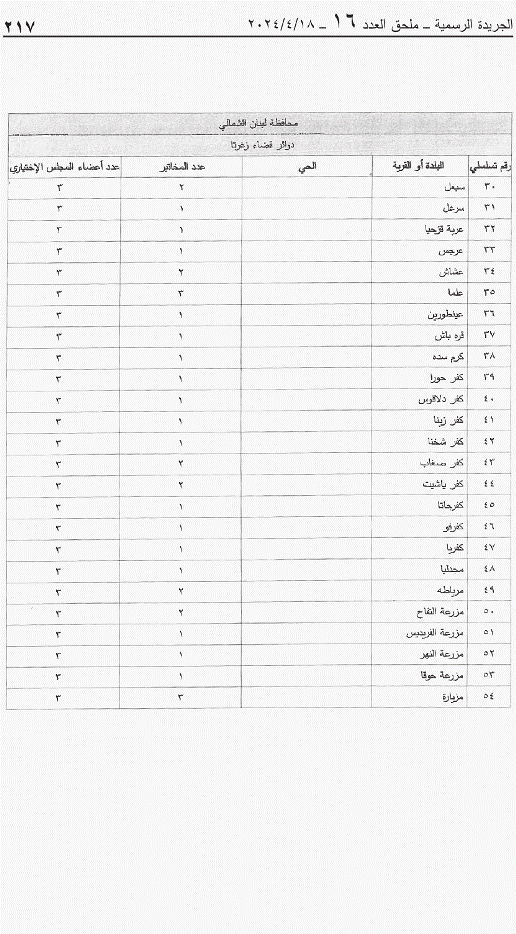 الجريدة الرسمية – ملحق العدد ١٦ – ٢٠٢٤/٤/١٨ ٢١٧
محافظة لبنان الشمالي
دوائر قضاء زغرتا
رقم تسلسلي البلدة أو القرية الحي عدد المخاتير عدد أعضاء المجلس الإختياري
٣٠ سبعل ٢ ٣
٣١ سرعل ١ ٣
٣٢ عربة قزحيا ١ ٣
٣٣ عرجس ١ ٣
٣٤ عشاش ٢ ٣
٣٥ علما ٣ ٣
٣٦ عينطورين ١ ٣
٣٧ قره باش ١ ٣
٣٨ كرم سده ١ ٣
٣٩ كفر حورا ١ ٣
٤٠ كفر دلاقوس ١ ٣
٤١ كفر زينا ١ ٣
٤٢ كفر شخنا ١ ٣
٤٣ كفر صغاب ٢ ٣
٤٤ كفر ياشيت ٢ ٣
٤٥ كفرحاتا ١ ٣
٤٦ كفرفو ١ ٣
٤٧ كفريا ١ ٣
٤٨ مجدليا ١ ٣
٤٩ مرياطه ٢ ٣
٥٠ مزرعة التفاح ٢ ٣
٥١ مزرعة الفريديس ١ ٣
٥٢ مزرعة النهر ١ ٣
٥٣ مزرعة حوقا ١ ٣
٥٤ مزيارة ٣ ٣